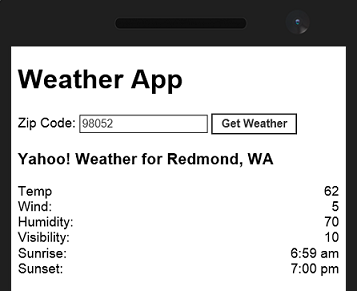 Weather App
Zip Code: 98052 Get Weather
Yahoo! Weather for Redmond, WA
Temp 62
Wind: 5
Humidity: 70
Visibility: 10
Sunrise: 6:59 am
Sunset: 7:00 pm